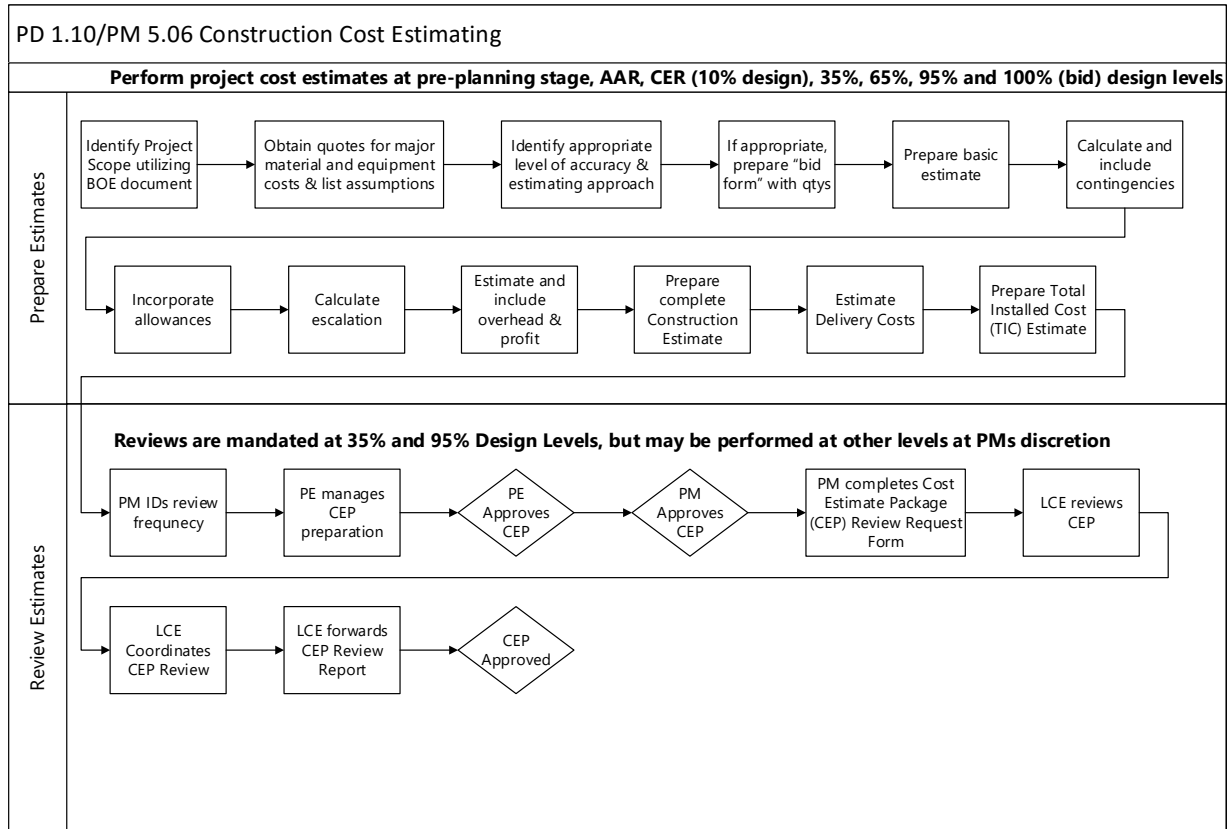 PD 1.10/PM 5.06 Construction Cost Estimating
Perform project cost estimates at pre-planning stage, AAR, CER (10% design), 35%, 65%, 95% and 100% (bid) design levels
Prepare Estimates
Identify Project
Scope utilizing
BOE document
Obtain quotes for major
material and equipment
costs & list assumptions
Identify appropriate
level of accuracy &
estimating approach
If appropriate,
prepare “bid
form” with qtys
Prepare basic
estimate
Calculate and
include
contingencies
Incorporate
allowances
Calculate
escalation
Estimate and
include
overhead &
profit
Prepare
complete
Construction
Estimate
Estimate
Delivery Costs
Prepare Total
Installed Cost
(TIC) Estimate
Review Estimates
Reviews are mandated at 35% and 95% Design Levels, but may be performed at other levels at PMs discretion
PM IDs review
frequnecy
PE manages
CEP
preparation
PE
Approves
CEP
PM
Approves
CEP
PM completes Cost
Estimate Package
(CEP) Review Request
Form
LCE reviews
CEP
LCE
Coordinates
CEP Review
LCE forwards
CEP Review
Report
CEP
Approved